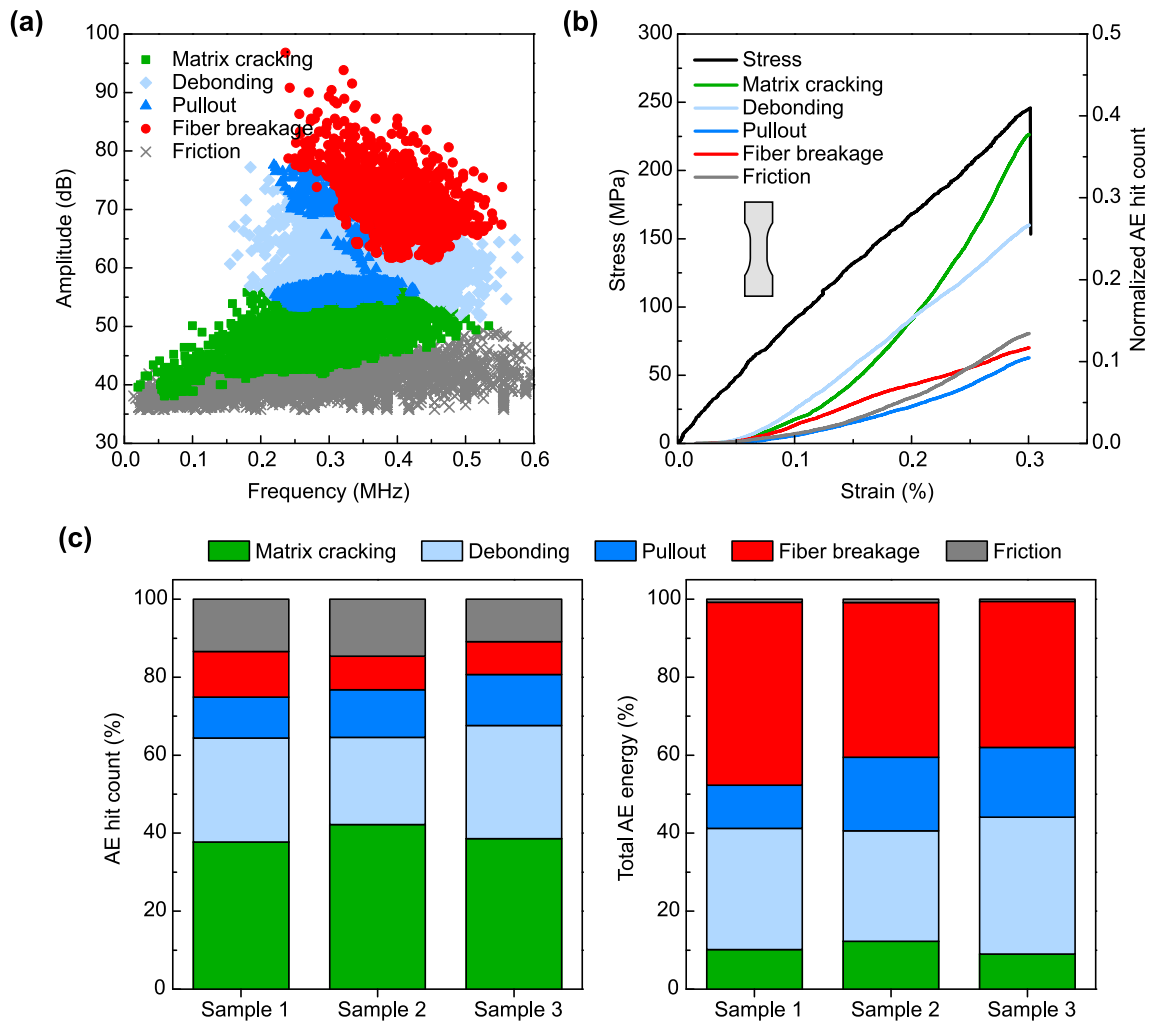 (a)
100
90
80
70
60
50
40
30
Amplitude (dB)
Matrix cracking
Debonding
Pullout
Fiber breakage
Friction
0.0 0.1 0.2 0.3 0.4 0.5 0.6
Frequency (MHz)
(b)
300
250
200
150
100
50
0
Stress (MPa)
Stress
Matrix cracking
Debonding
Pullout
Fiber breakage
Friction
0.5
0.4
0.3
0.2
0.1
0.0
Normalized AE hit count
0.0 0.1 0.2 0.3
Strain (%)
(c)
Matrix cracking Debonding Pullout Fiber breakage Friction
100
80
60
40
20
0
AE hit count (%)
Sample 1 Sample 2 Sample 3
100
80
60
40
20
0
Total AE energy (%)
Sample 1 Sample 2 Sample 3